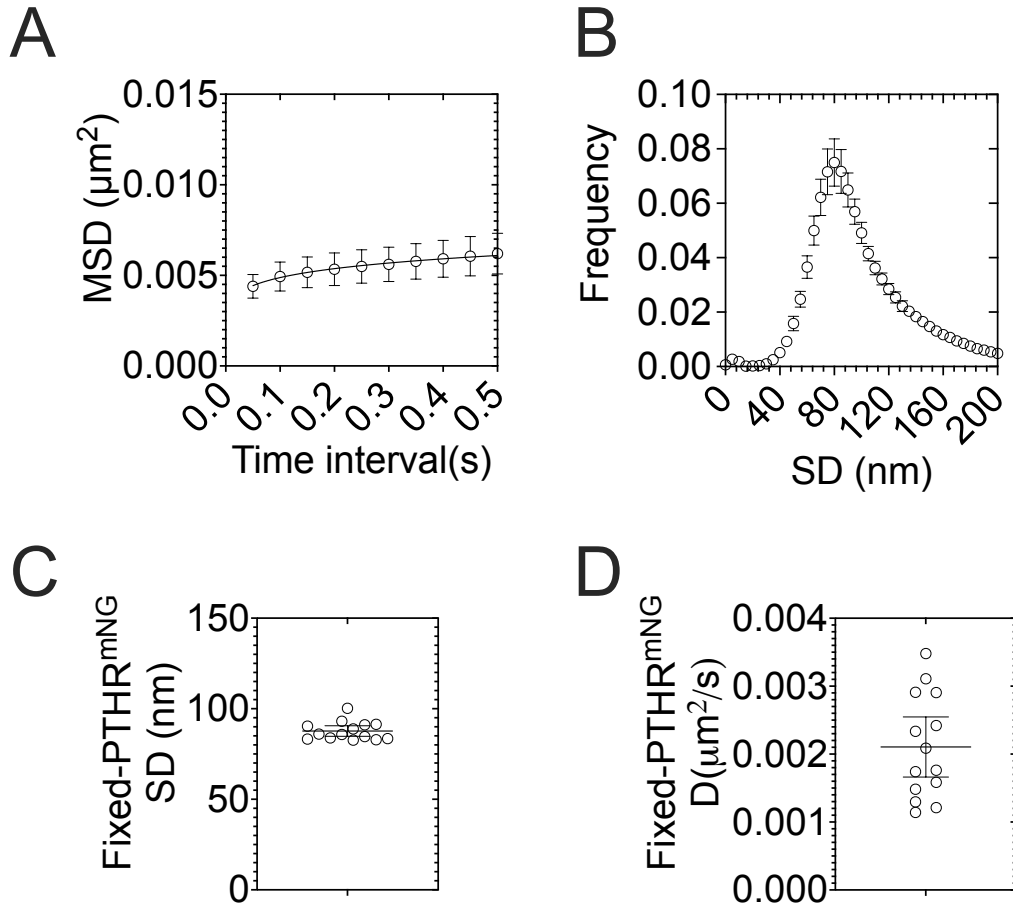 A
MSD (µm²)
0.015
0.010
0.005
0.000
0.0
0.1
0.2
0.3
0.4
0.5
Time interval(s)
B
Frequency
0.10
0.08
0.06
0.04
0.02
0.00
0
40
80
120
160
200
SD (nm)
C
Fixed-PTHRᵐᴺᴳ
SD (nm)
150
100
50
0
D
Fixed-PTHRᵐᴺᴳ
D(µm²/s)
0.004
0.003
0.002
0.001
0.000